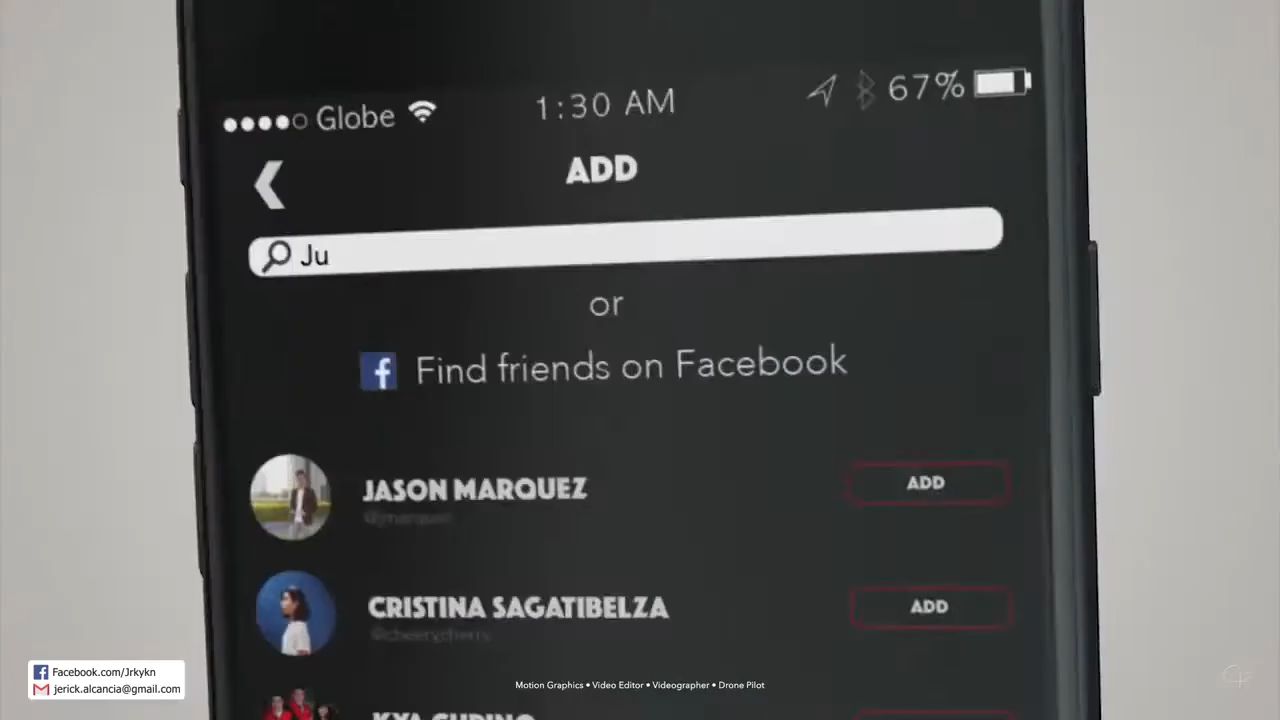 Globe 1:30 AM 67%
ADD
Ju
or
f Find friends on Facebook
JASON MARQUEZ ADD
CRISTINA SAGATIBELZA ADD
@cheerycherry
Facebook.com/Jrkykn
jerick.alcancia@gmail.com
Motion Graphics • Video Editor • Videographer • Drone Pilot